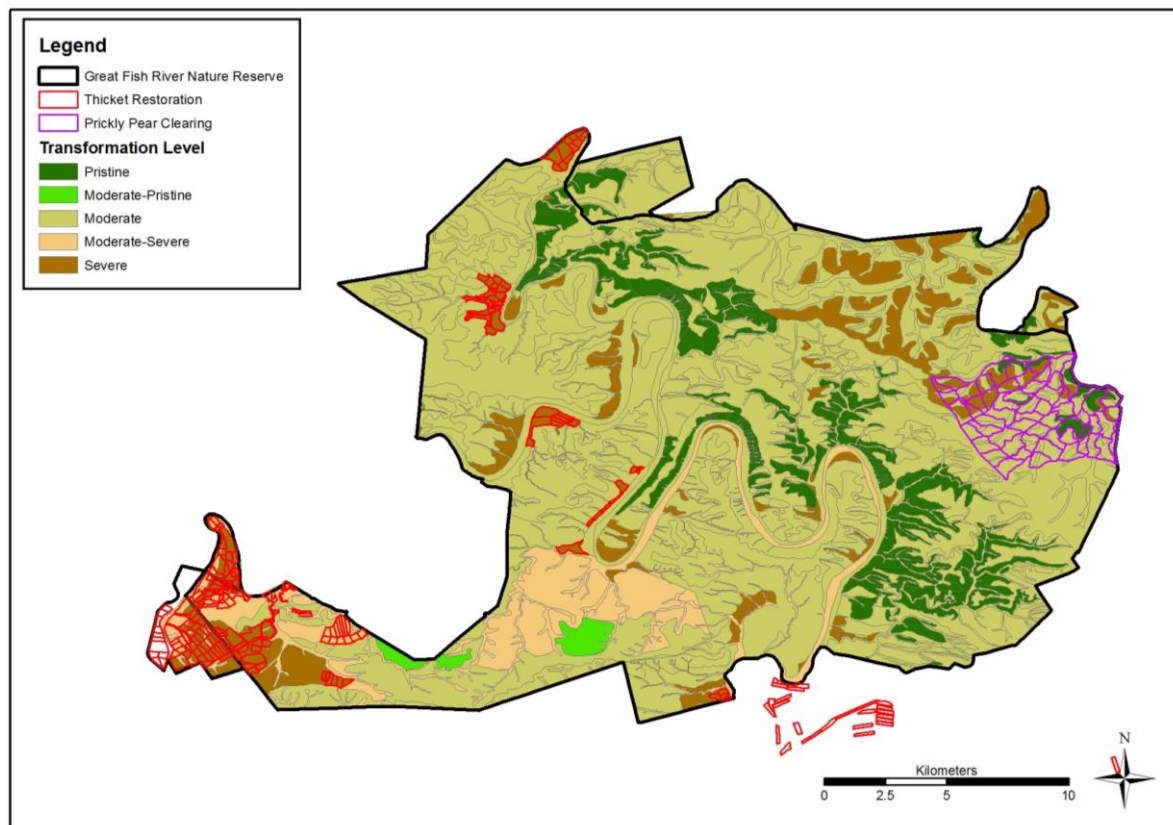 Legend
Great Fish River Nature Reserve
Thicket Restoration
Prickly Pear Clearing
Transformation Level
Pristine
Moderate-Pristine
Moderate
Moderate-Severe
Severe
N
Kilometers
0 2.5 5 10